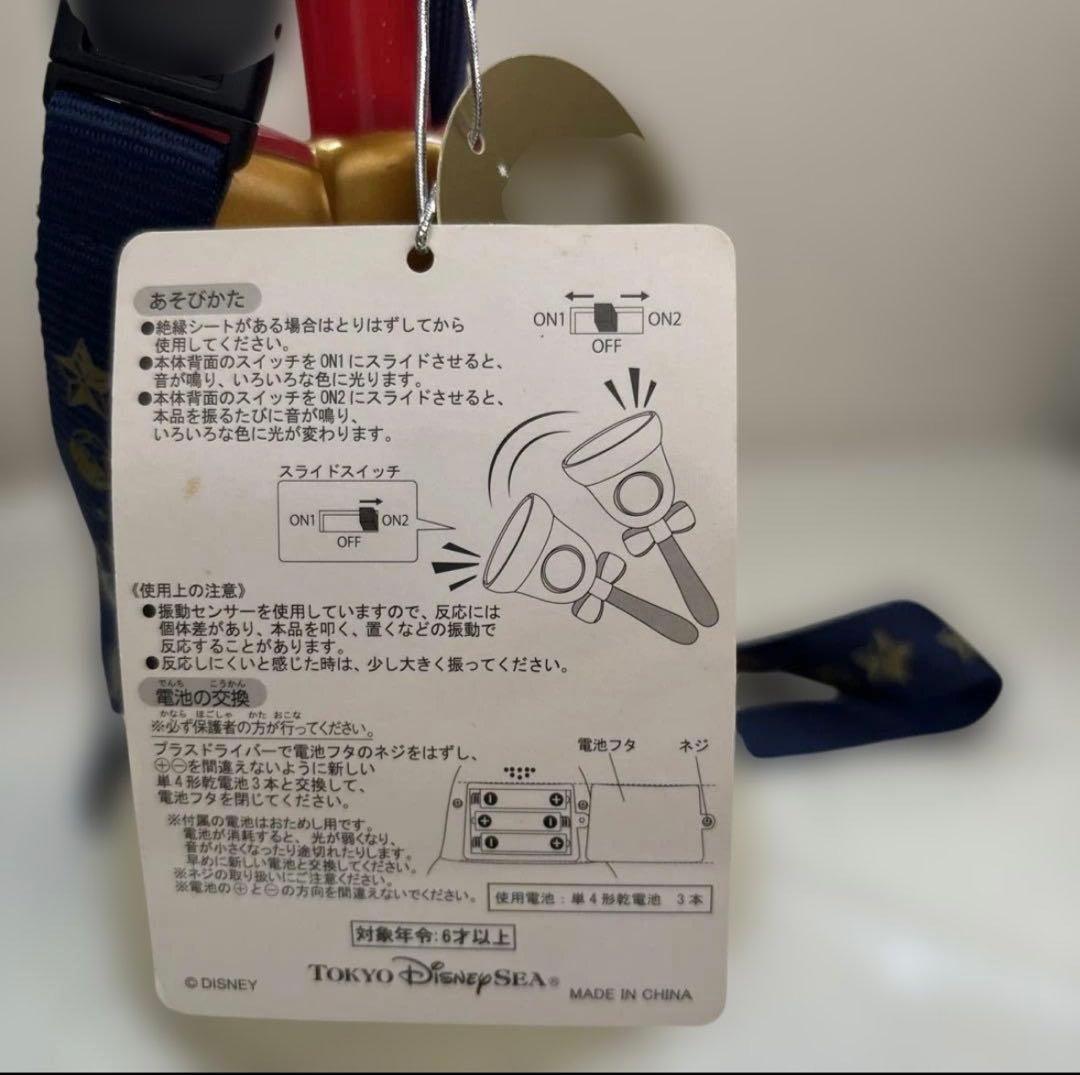 あそびかた
●絶縁シートがある場合はとりはずしてから
使用してください。
●本体背面のスイッチをON1にスライドさせると、
音が鳴り、いろいろな色に光ります。
●本体背面のスイッチをON2にスライドさせると、
本品を振るたびに音が鳴り、
いろいろな色に光が変わります。
ON1 ON2
OFF
スライドスイッチ
ON1 ON2
OFF
《使用上の注意》
●振動センサーを使用していますので、反応には
個体差があり、本品を叩く、置くなどの振動で
反応することがあります。
●反応しにくいと感じた時は、少し大きく振ってください。
でんち こうかん
電池の交換
かなら ほごしゃ かた おこな
※必ず保護者の方が行ってください。
プラスドライバーで電池フタのネジをはずし、
⊕⊖を間違えないように新しい
単4形乾電池3本と交換して、
電池フタを閉じてください。
※付属の電池はおためし用です。
電池が消耗すると、光が弱くなり、
音が小さくなったり途切れたりします。
早めに新しい電池と交換してください。
※ネジの取り扱いにご注意ください。
※電池の⊕と⊖の方向を間違えないでください。
電池フタ ネジ
使用電池:単4形乾電池 3本
対象年令:6才以上
© DISNEY
TOKYO DisneySEA®
MADE IN CHINA